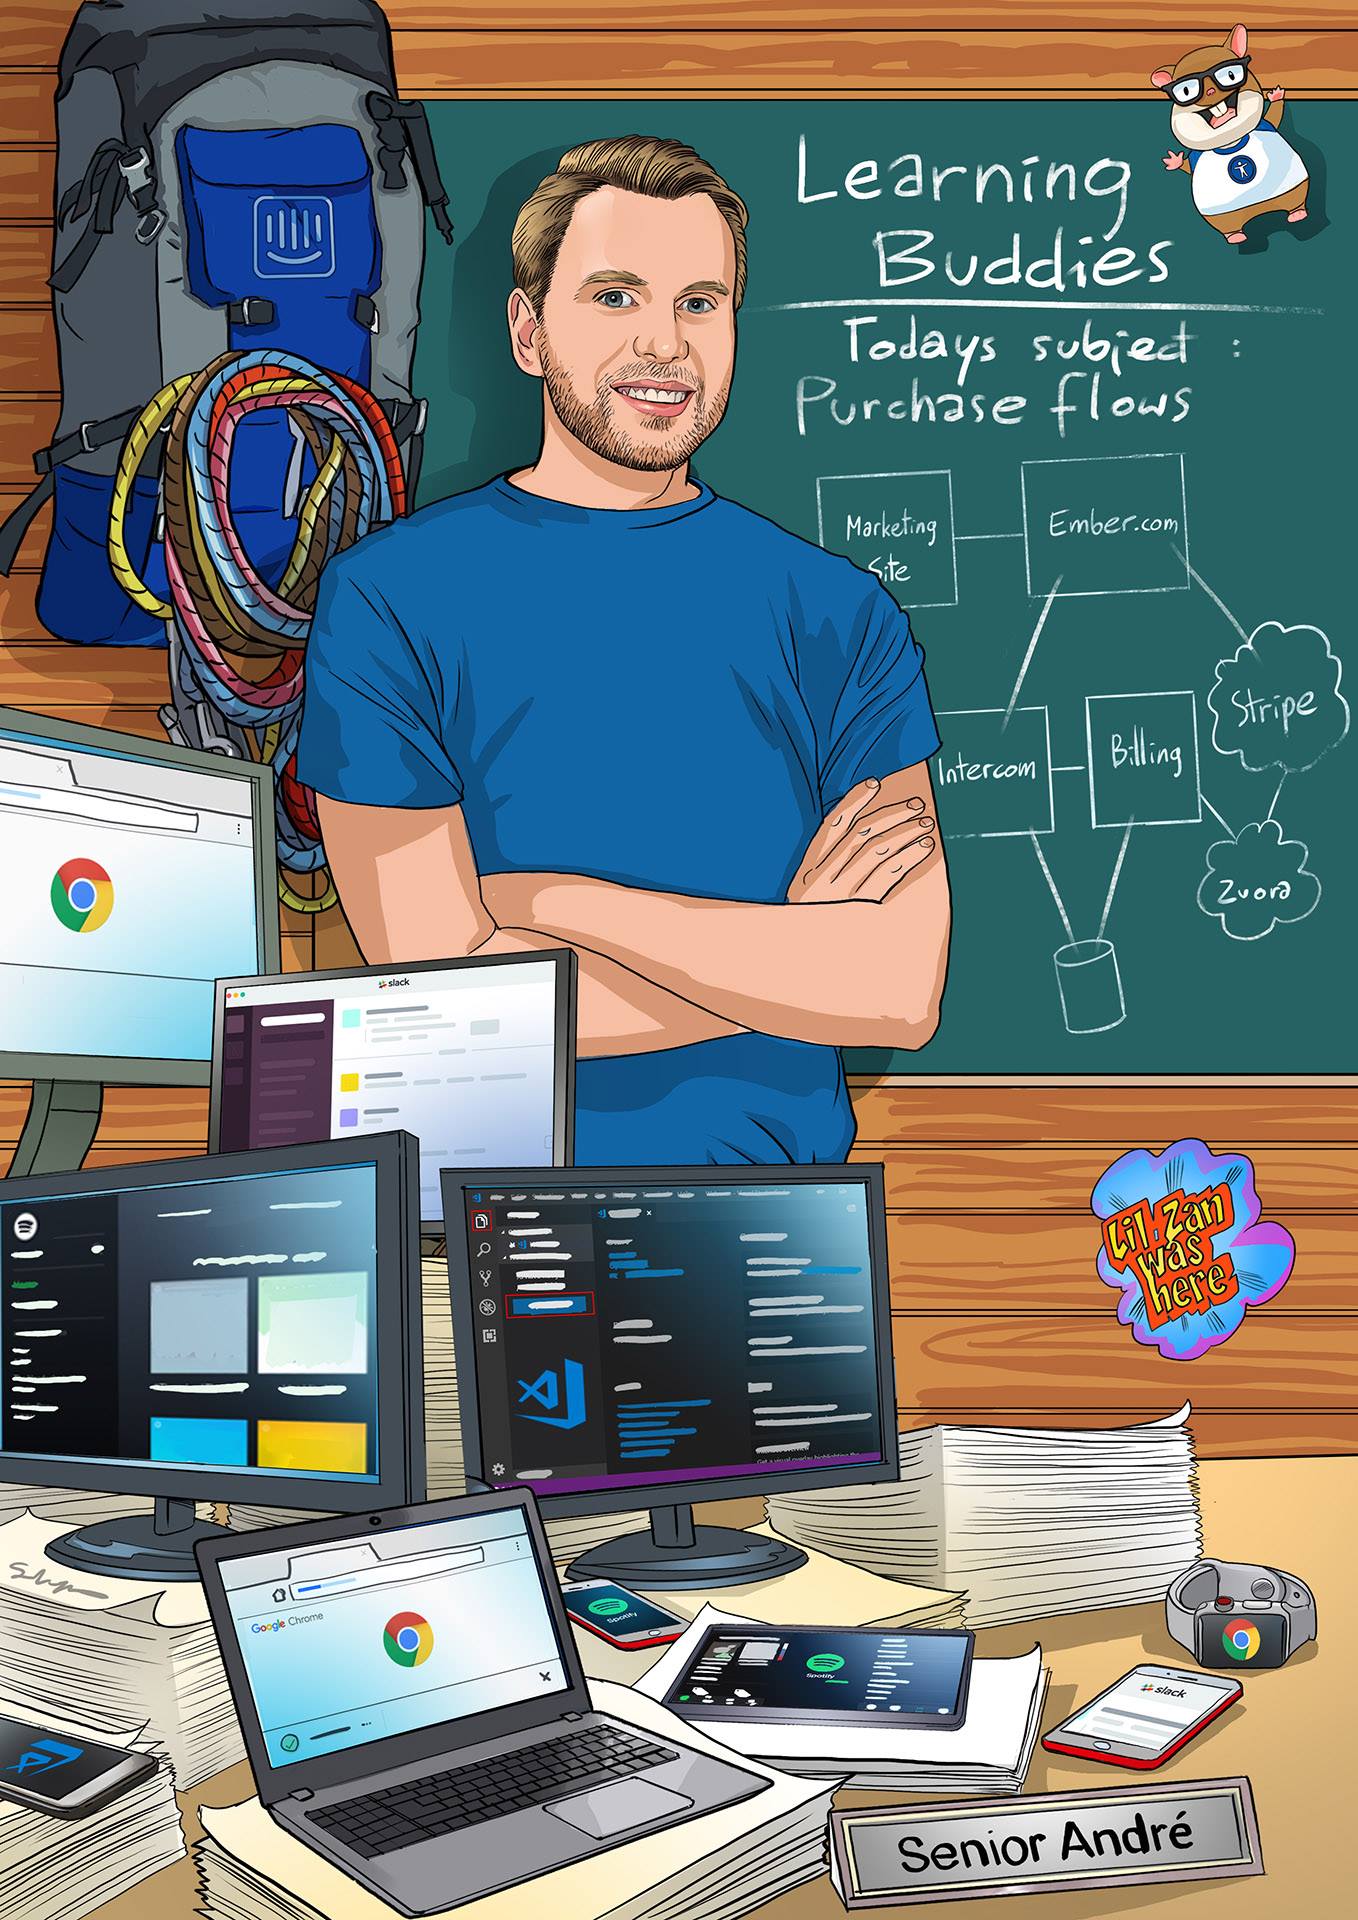 Learning
Buddies
Todays subject :
Purchase flows
Marketing
Site
Ember.com
Stripe
Intercom
Billing
Zuora
slack
Lil Zan
was
here
Google Chrome
Spotify
Spotify
slack
Senior André